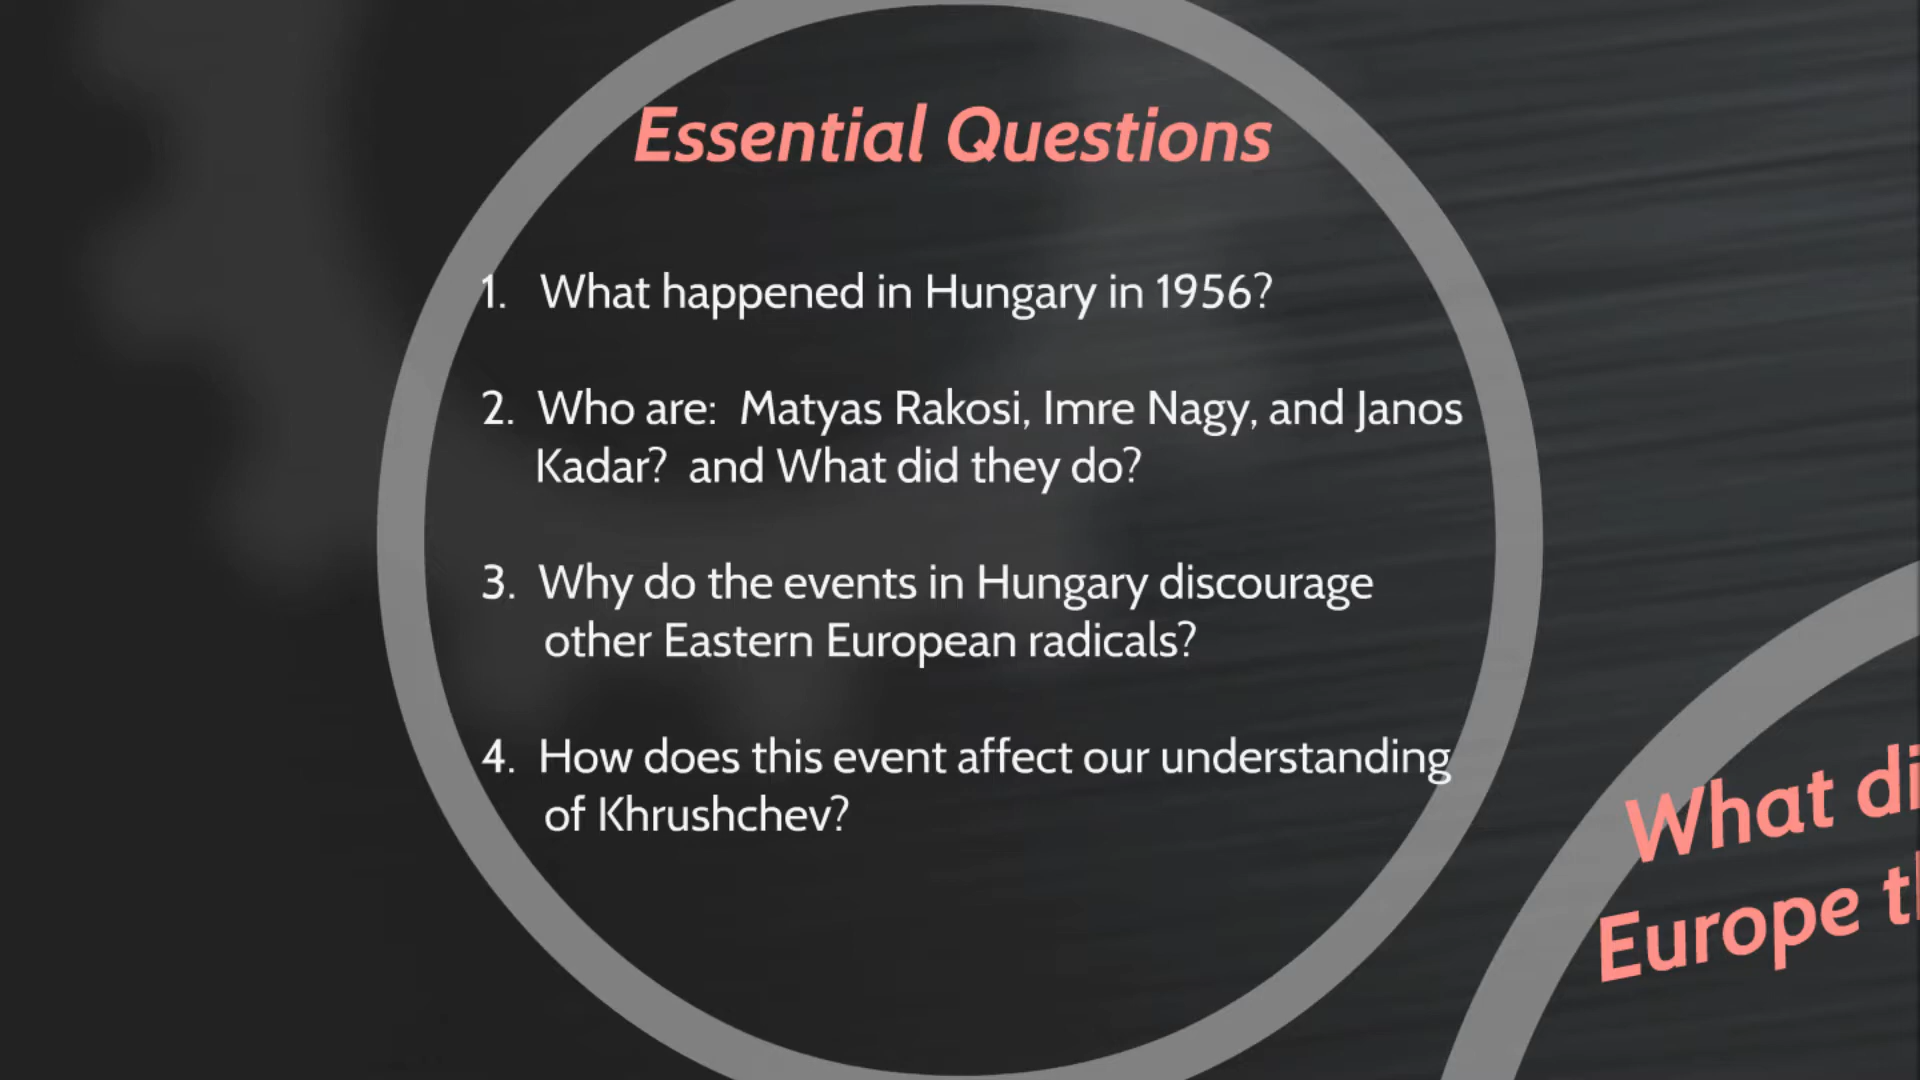 Essential Questions
1. What happened in Hungary in 1956?
2. Who are: Matyas Rakosi, Imre Nagy, and Janos
Kadar? and What did they do?
3. Why do the events in Hungary discourage
other Eastern European radicals?
4. How does this event affect our understanding
of Khrushchev?
What
Europe